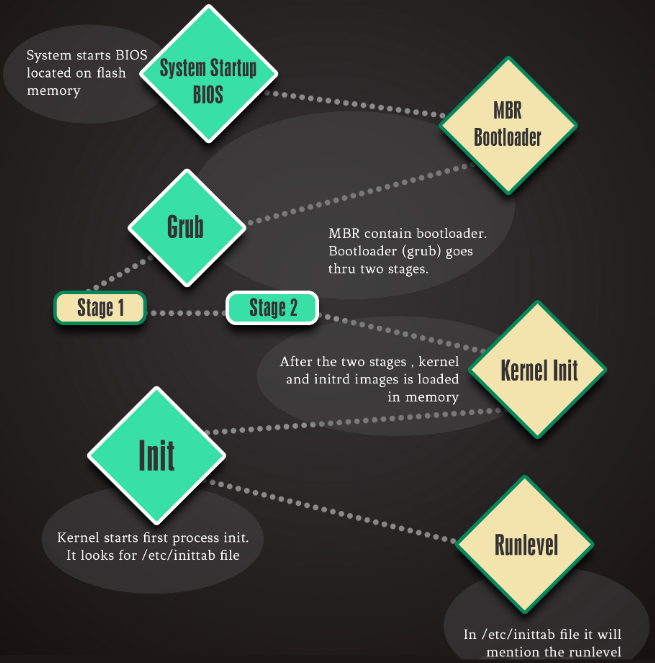 System starts BIOS
located on flash
memory
System Startup
BIOS
MBR
Bootloader
Grub
MBR contain bootloader.
Bootloader (grub) goes
thru two stages.
Stage 1
Stage 2
After the two stages , kernel
and initrd images is loaded
in memory
Kernel Init
Init
Kernel starts first process init.
It looks for /etc/inittab file
Runlevel
In /etc/inittab file it will
mention the runlevel